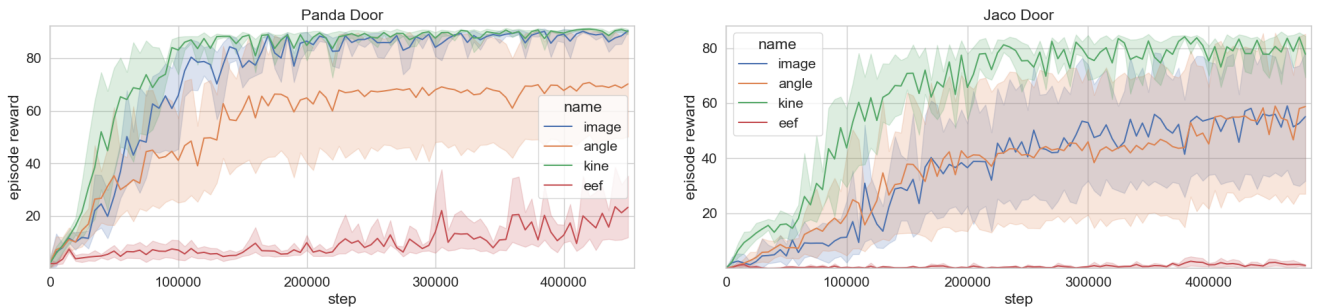 Panda Door
episode reward
80
60
40
20
0
100000
200000
300000
400000
step
name
image
angle
kine
eef
Jaco Door
episode reward
80
60
40
20
0
100000
200000
300000
400000
step
name
image
angle
kine
eef